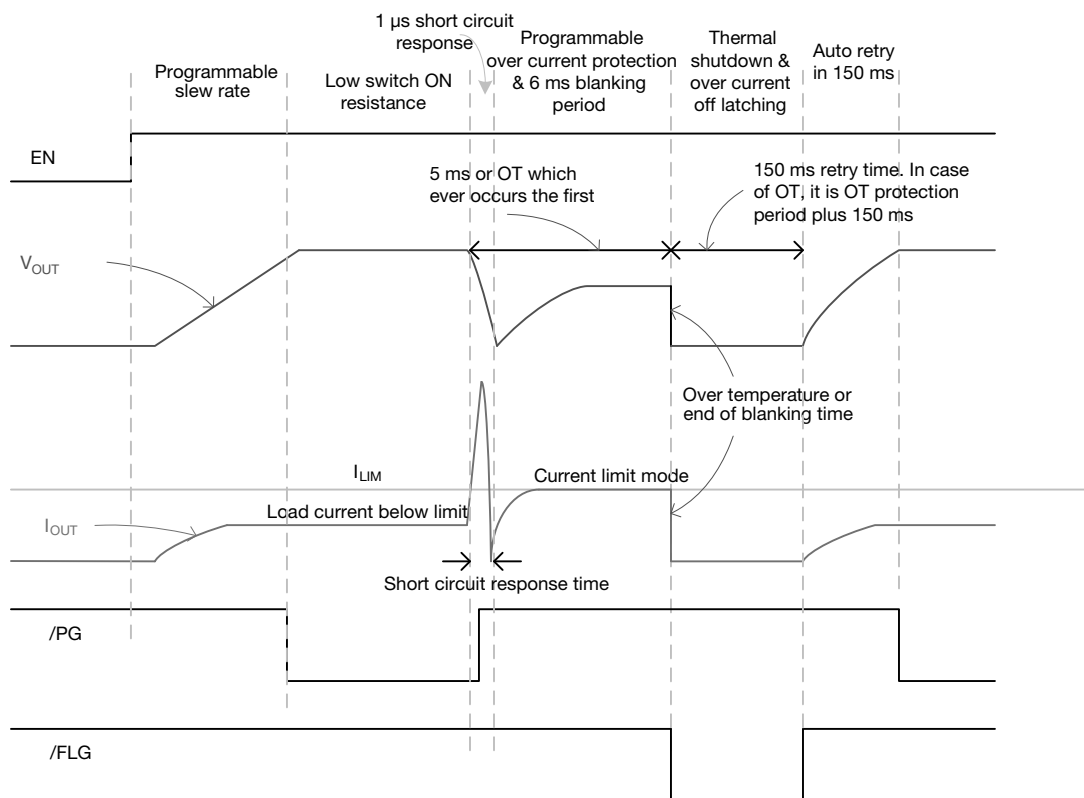 1 µs short circuit
response
Programmable
slew rate
Low switch ON
resistance
Programmable
over current protection
& 6 ms blanking
period
Thermal
shutdown &
over current
off latching
Auto retry
in 150 ms
EN
5 ms or OT which
ever occurs the first
150 ms retry time. In case
of OT, it is OT protection
period plus 150 ms
VOUT
Over temperature or
end of blanking time
ILIM
Current limit mode
Load current below limit
IOUT
Short circuit response time
/PG
/FLG